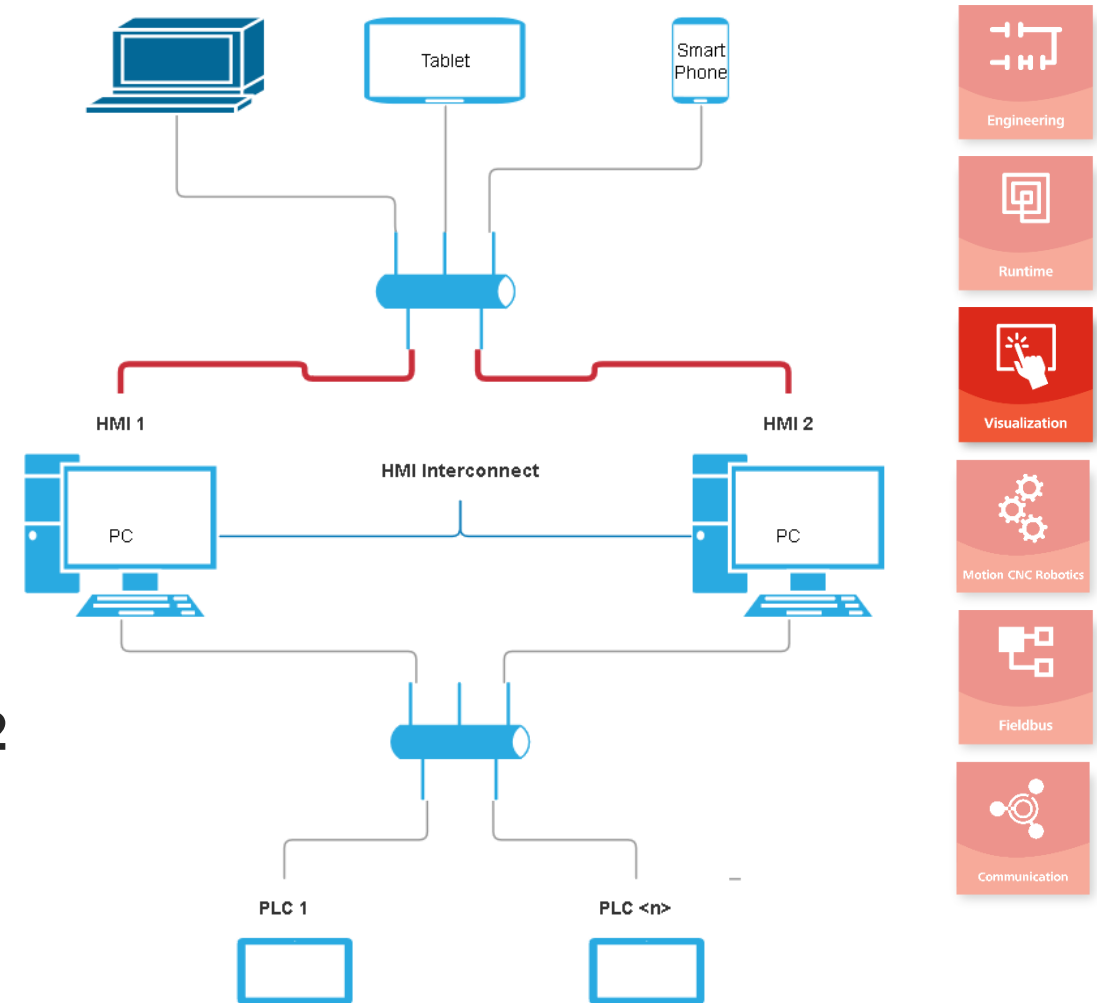 Tablet
Smart
Phone
HMI 1
HMI 2
HMI Interconnect
PC
PC
2
PLC 1
PLC <n>
Engineering
Runtime
Visualization
Motion CNC Robotics
Fieldbus
Communication